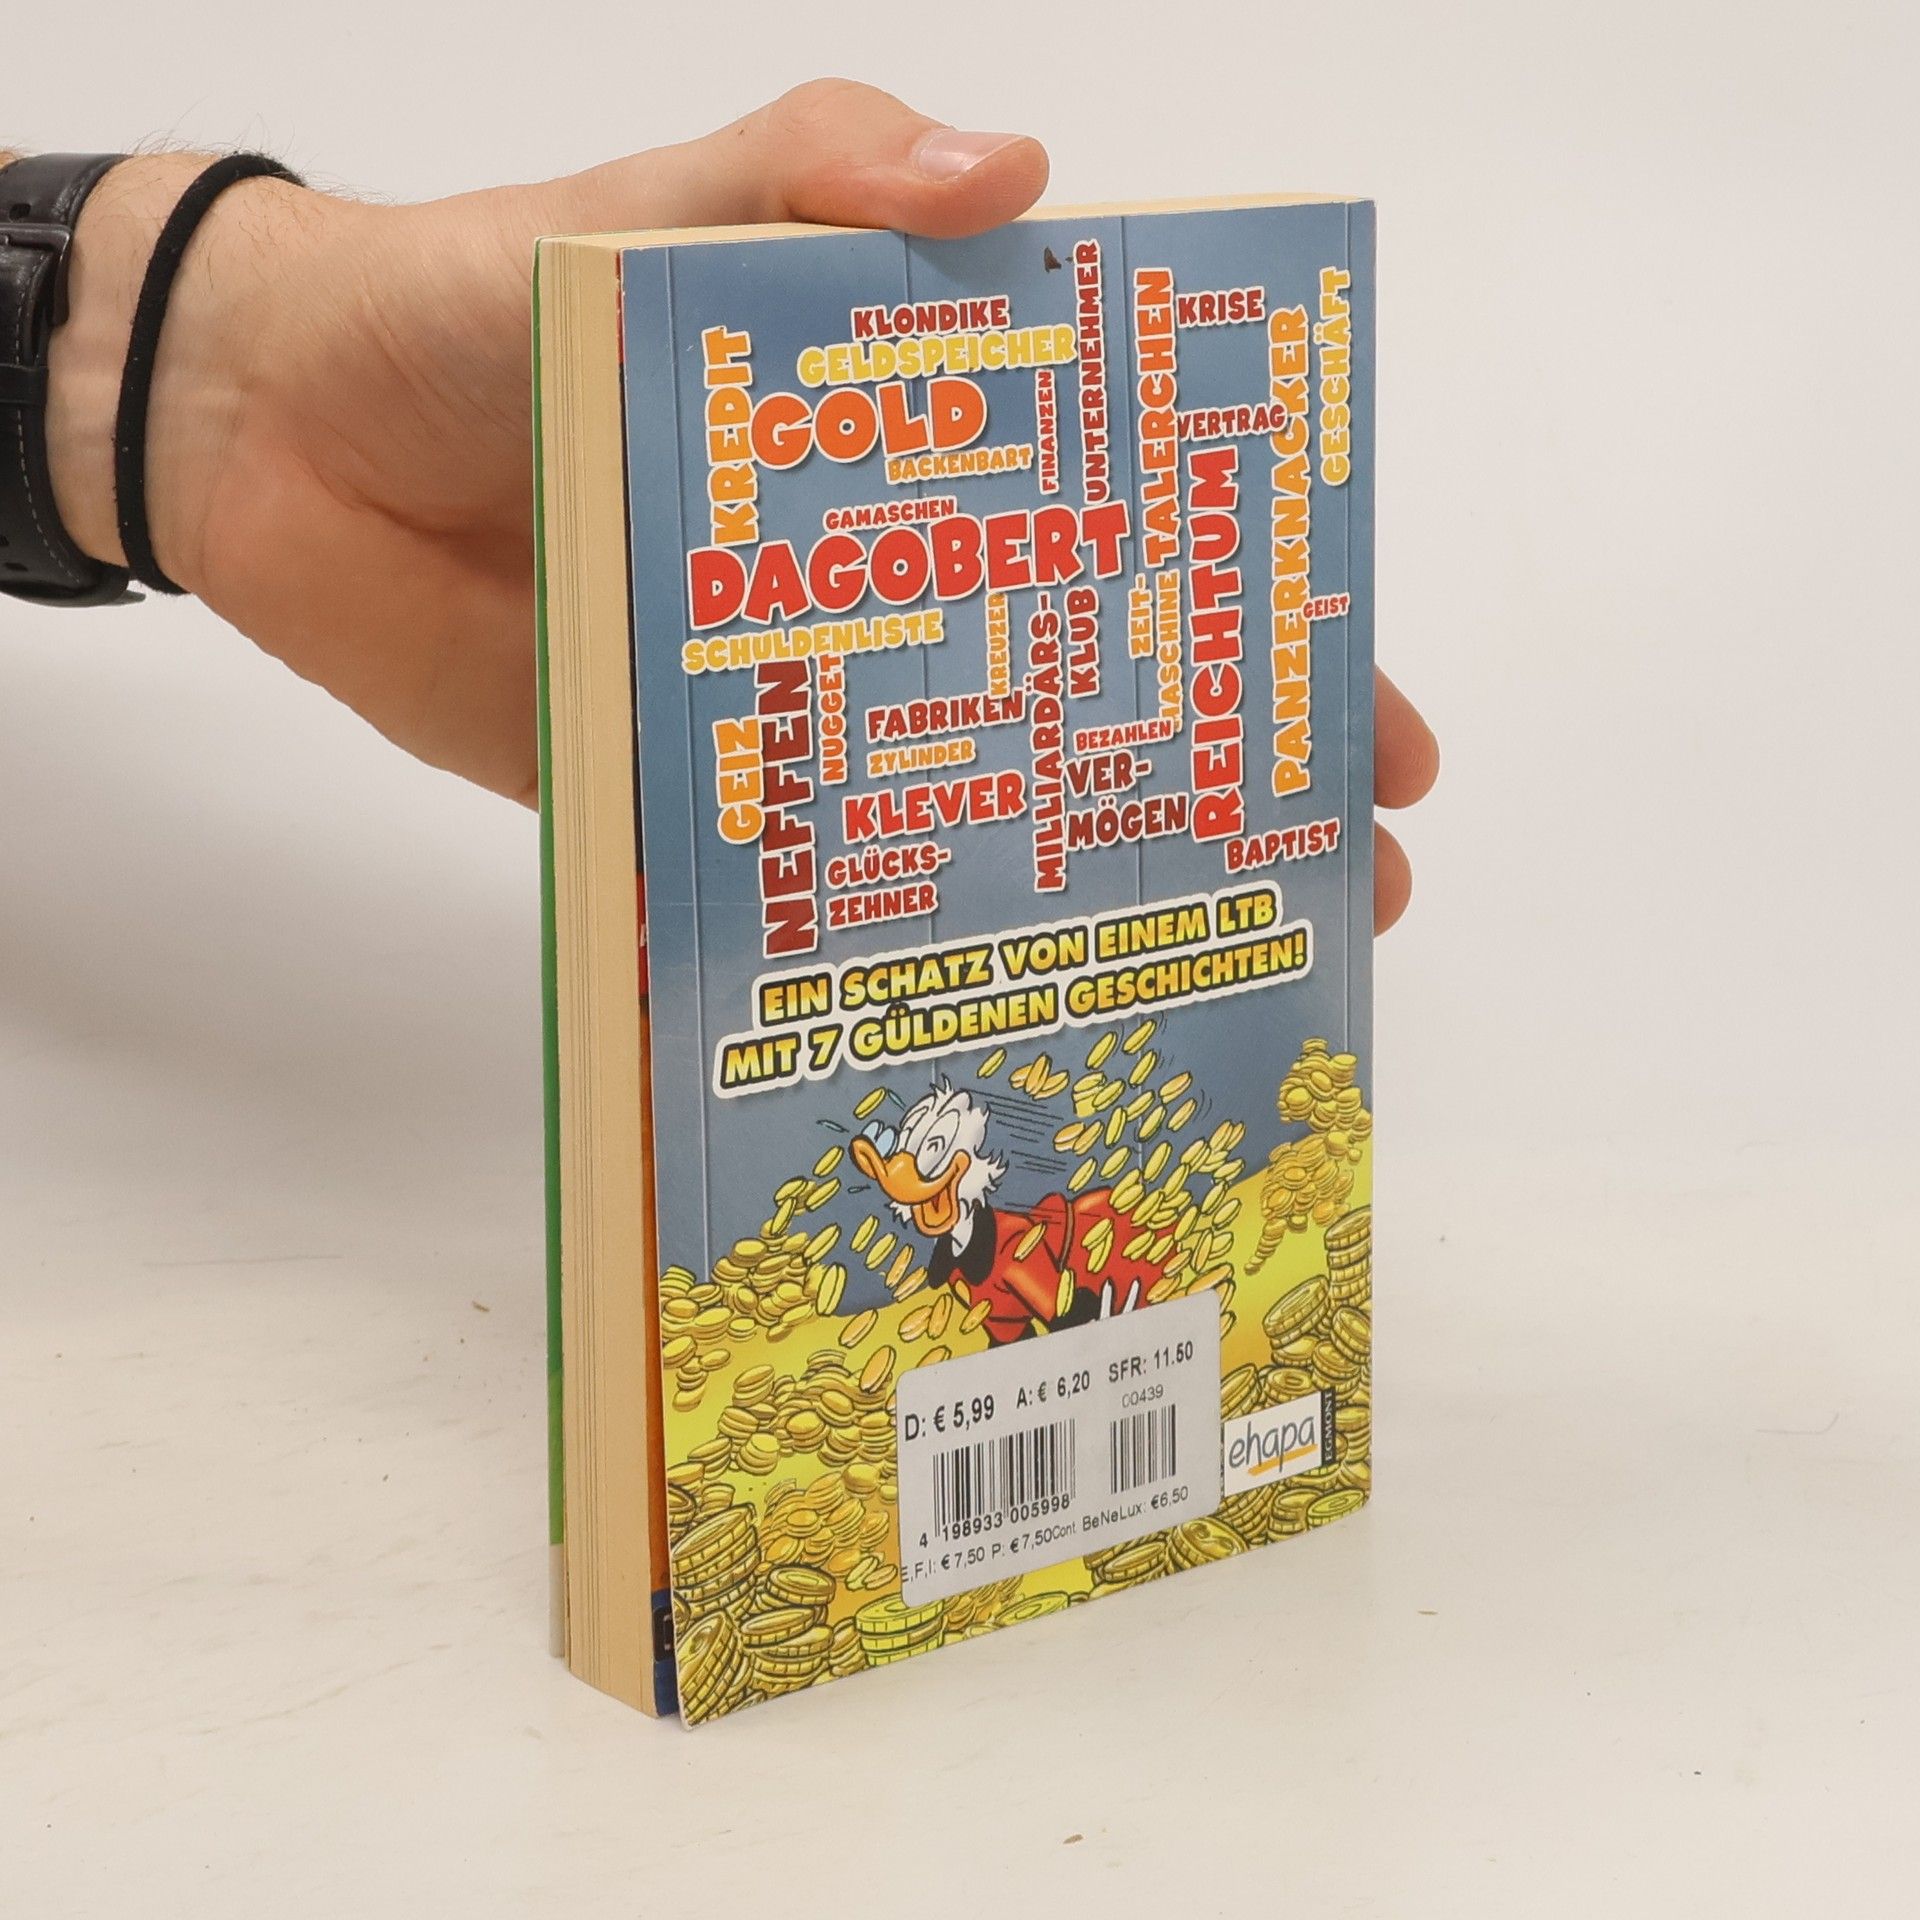 KLONDIKE
GELDSPEICHER
KREDIT
GOLD
BACKENBART
FINANZEN
UNTERNEHMER
TALERCHEN
KRISE
VERTRAG
PANZERKNACKER
GESCHÄFT
GAMASCHEN
DAGOBERT
SCHULDENLISTE
KREUZER
MILLIARDÄRS-
KLUB
ZEIT-
MASCHINE
REICHTUM
GEIST
GEIZ
NEFFEN
NUGGET
FABRIKEN
ZYLINDER
BEZAHLEN
KLEVER
VER-
MÖGEN
GLÜCKS-
ZEHNER
BAPTIST
EIN SCHATZ VON EINEM LTB
MIT 7 GÜLDENEN GESCHICHTEN!
D: € 5,99 A: € 6,20 SFR: 11.50
00439
4 198933 005998
E,F,I: € 7,50 P: € 7,50Cont BeNeLux: €6,50
ehapa
EGMONT